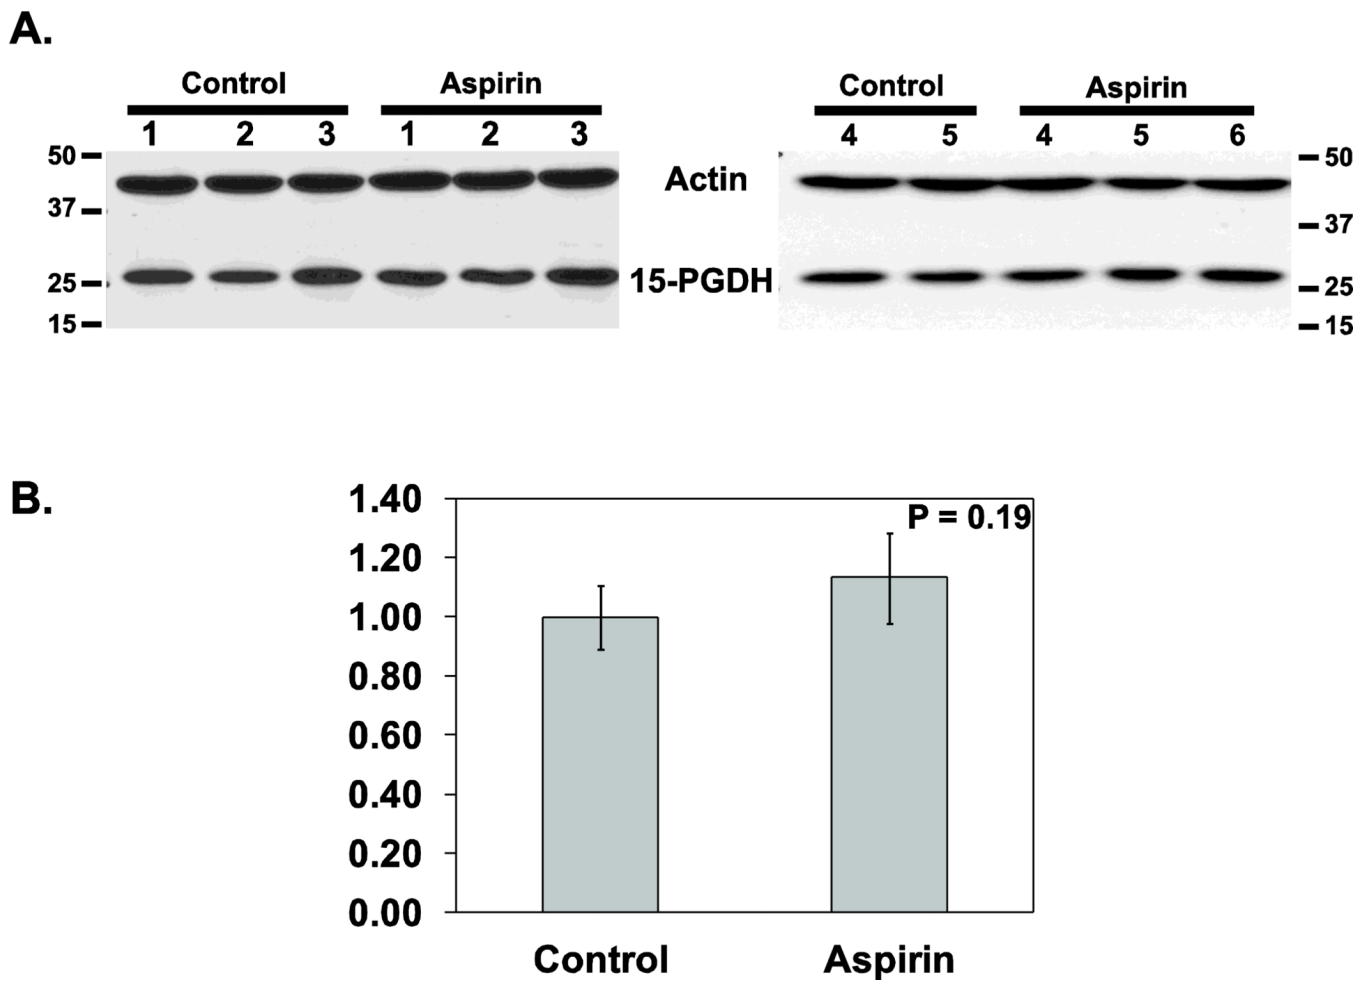 A.
Control Aspirin Control Aspirin
1 2 3 1 2 3 4 5 4 5 6
50 50
Actin
37 37
25 15-PGDH 25
15 15
B.
1.40
P = 0.19
1.20
1.00
0.80
0.60
0.40
0.20
0.00
Control Aspirin